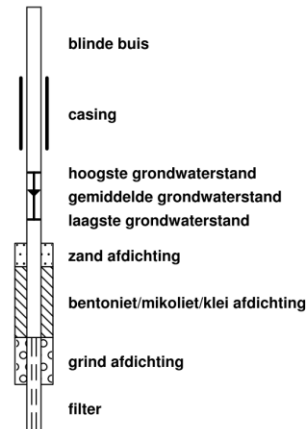 blinde buis
casing
hoogste grondwaterstand
gemiddelde grondwaterstand
laagste grondwaterstand
zand afdichting
bentoniet/mikoliet/klei afdichting
grind afdichting
filter